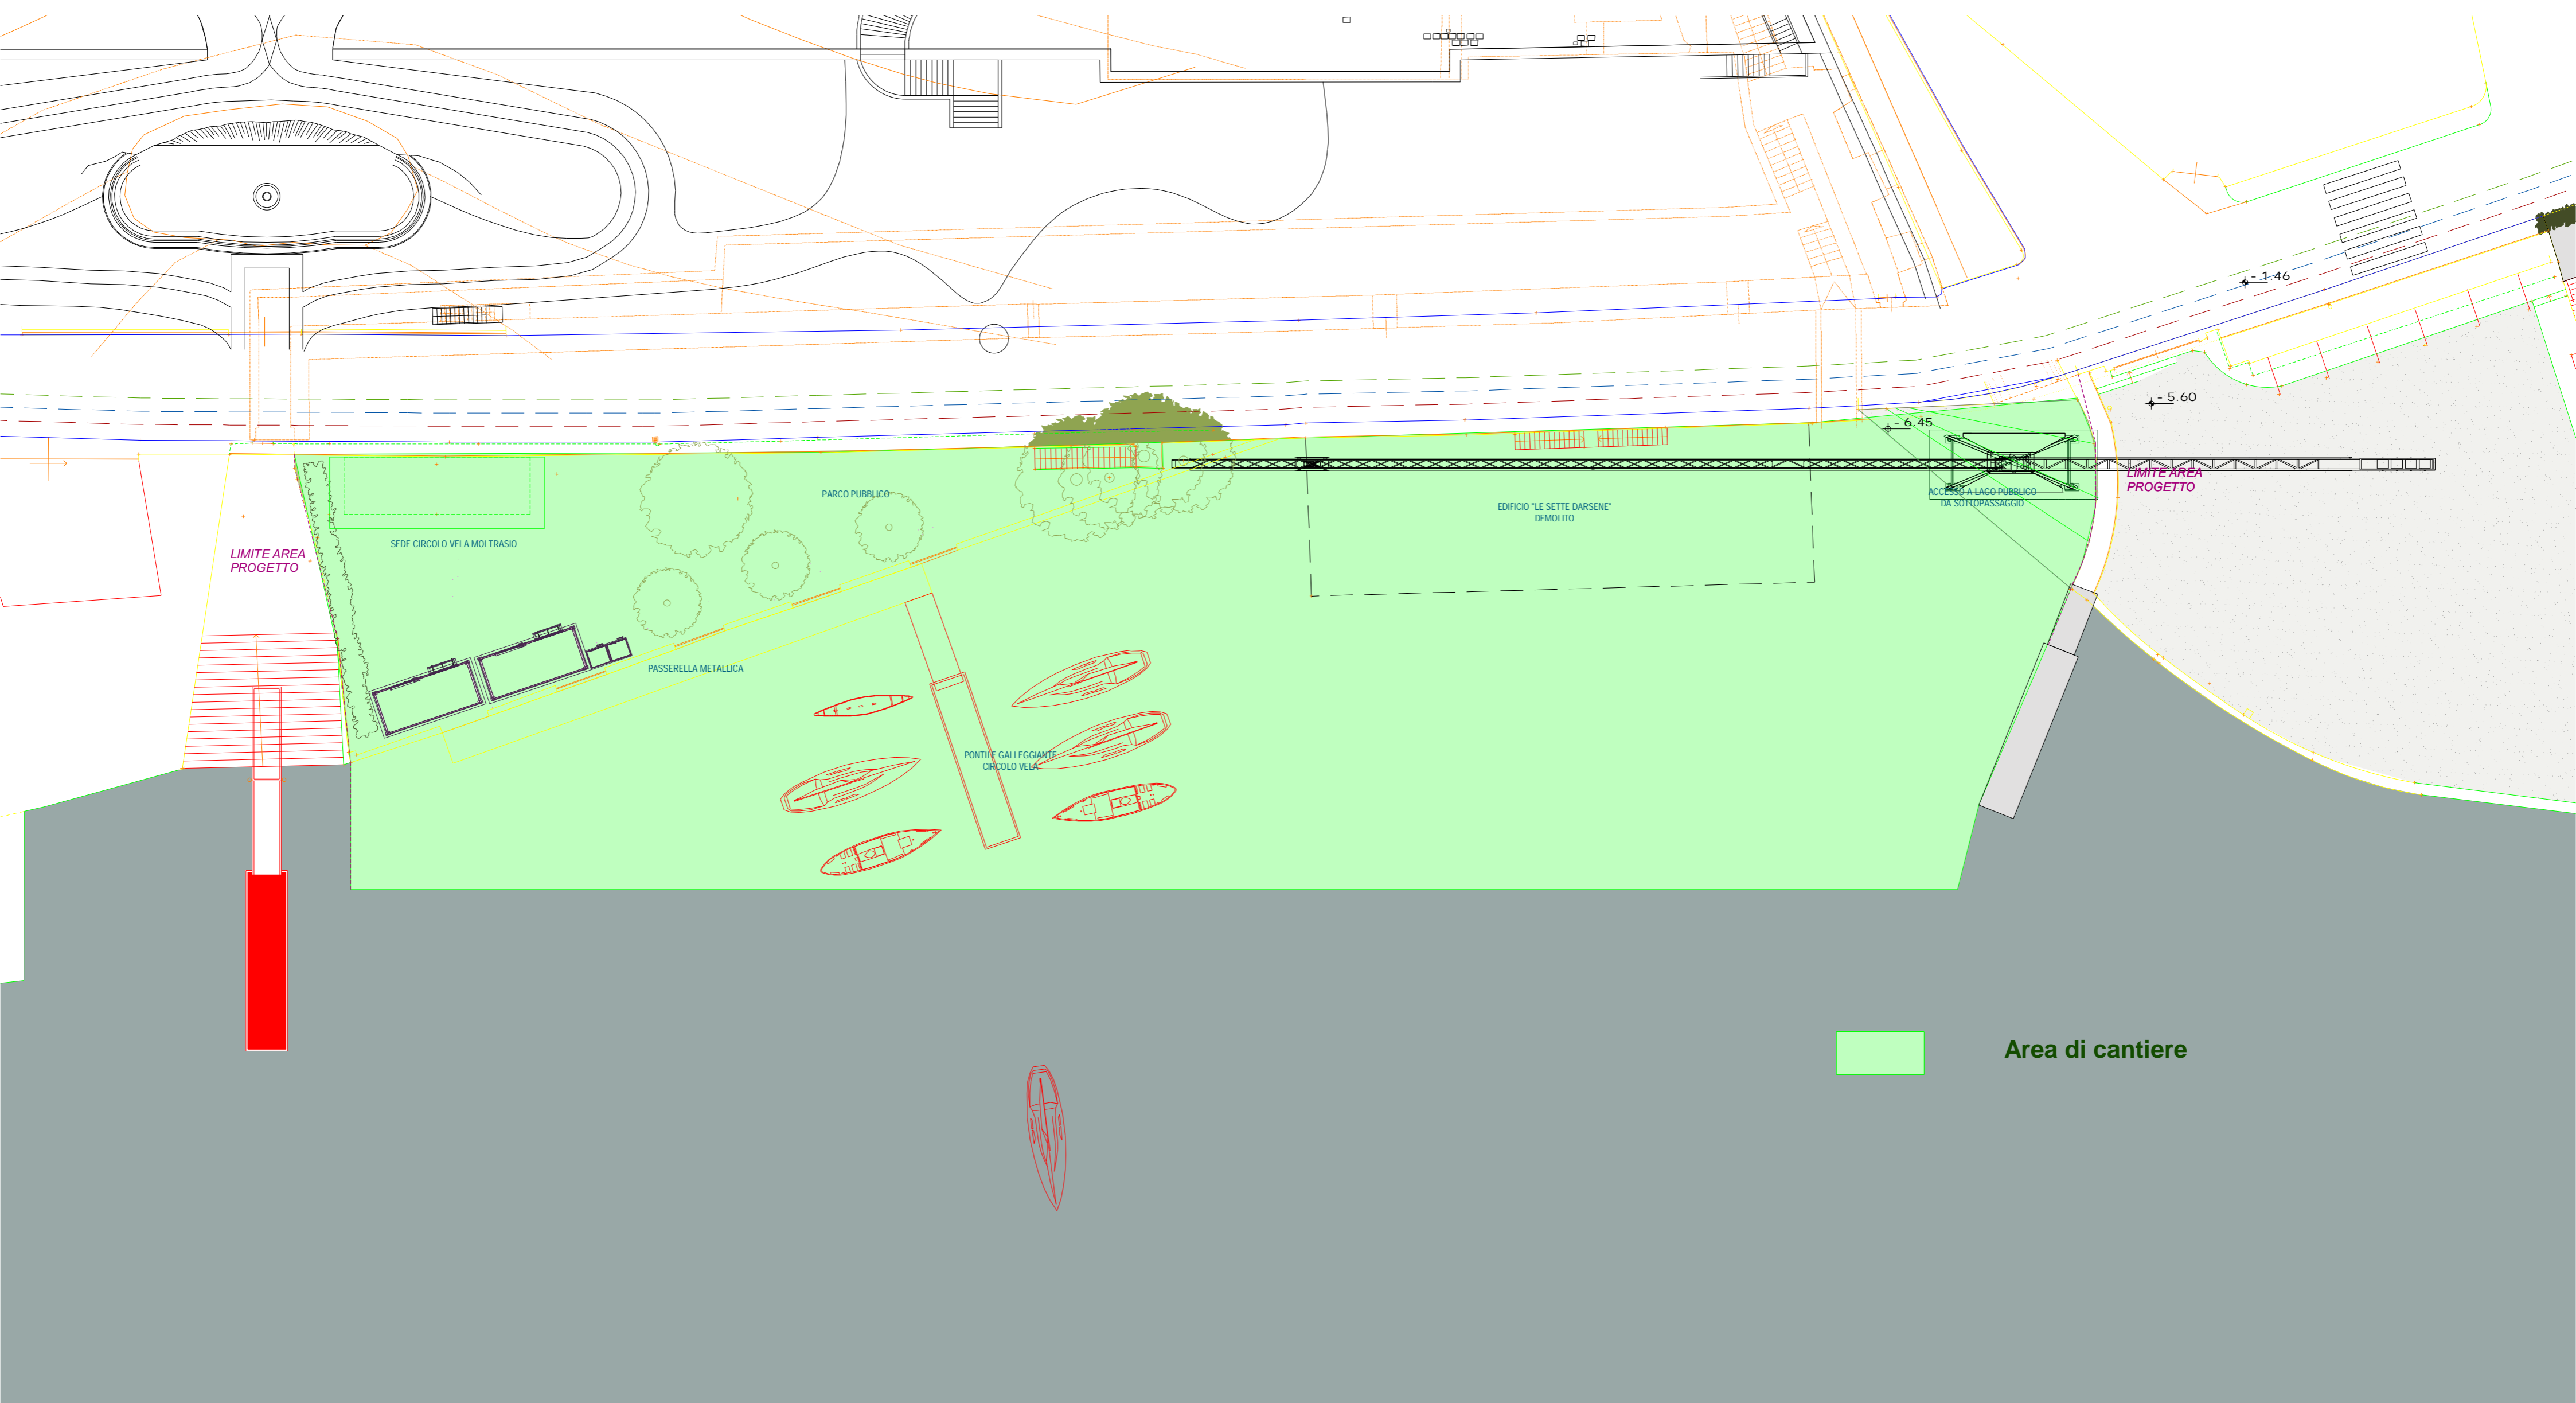 - 1.46
- 5.60
- 6.45
LIMITE AREA
PROGETTO
PARCO PUBBLICO
ACCESSO A LAGO PUBBLICO
DA SOTTOPASSAGGIO
EDIFICIO "LE SETTE DARSENE"
DEMOLITO
SEDE CIRCOLO VELA MOLTRASIO
LIMITE AREA
PROGETTO
PASSERELLA METALLICA
PONTILE GALLEGGIANTE
CIRCOLO VELA
Area di cantiere